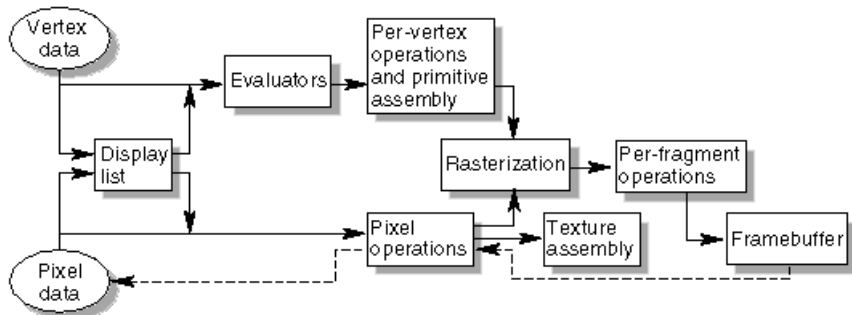 Vertex
data
Evaluators
Per-vertex
operations
and primitive
assembly
Display
list
Rasterization
Per-fragment
operations
Pixel
operations
Texture
assembly
Framebuffer
Pixel
data